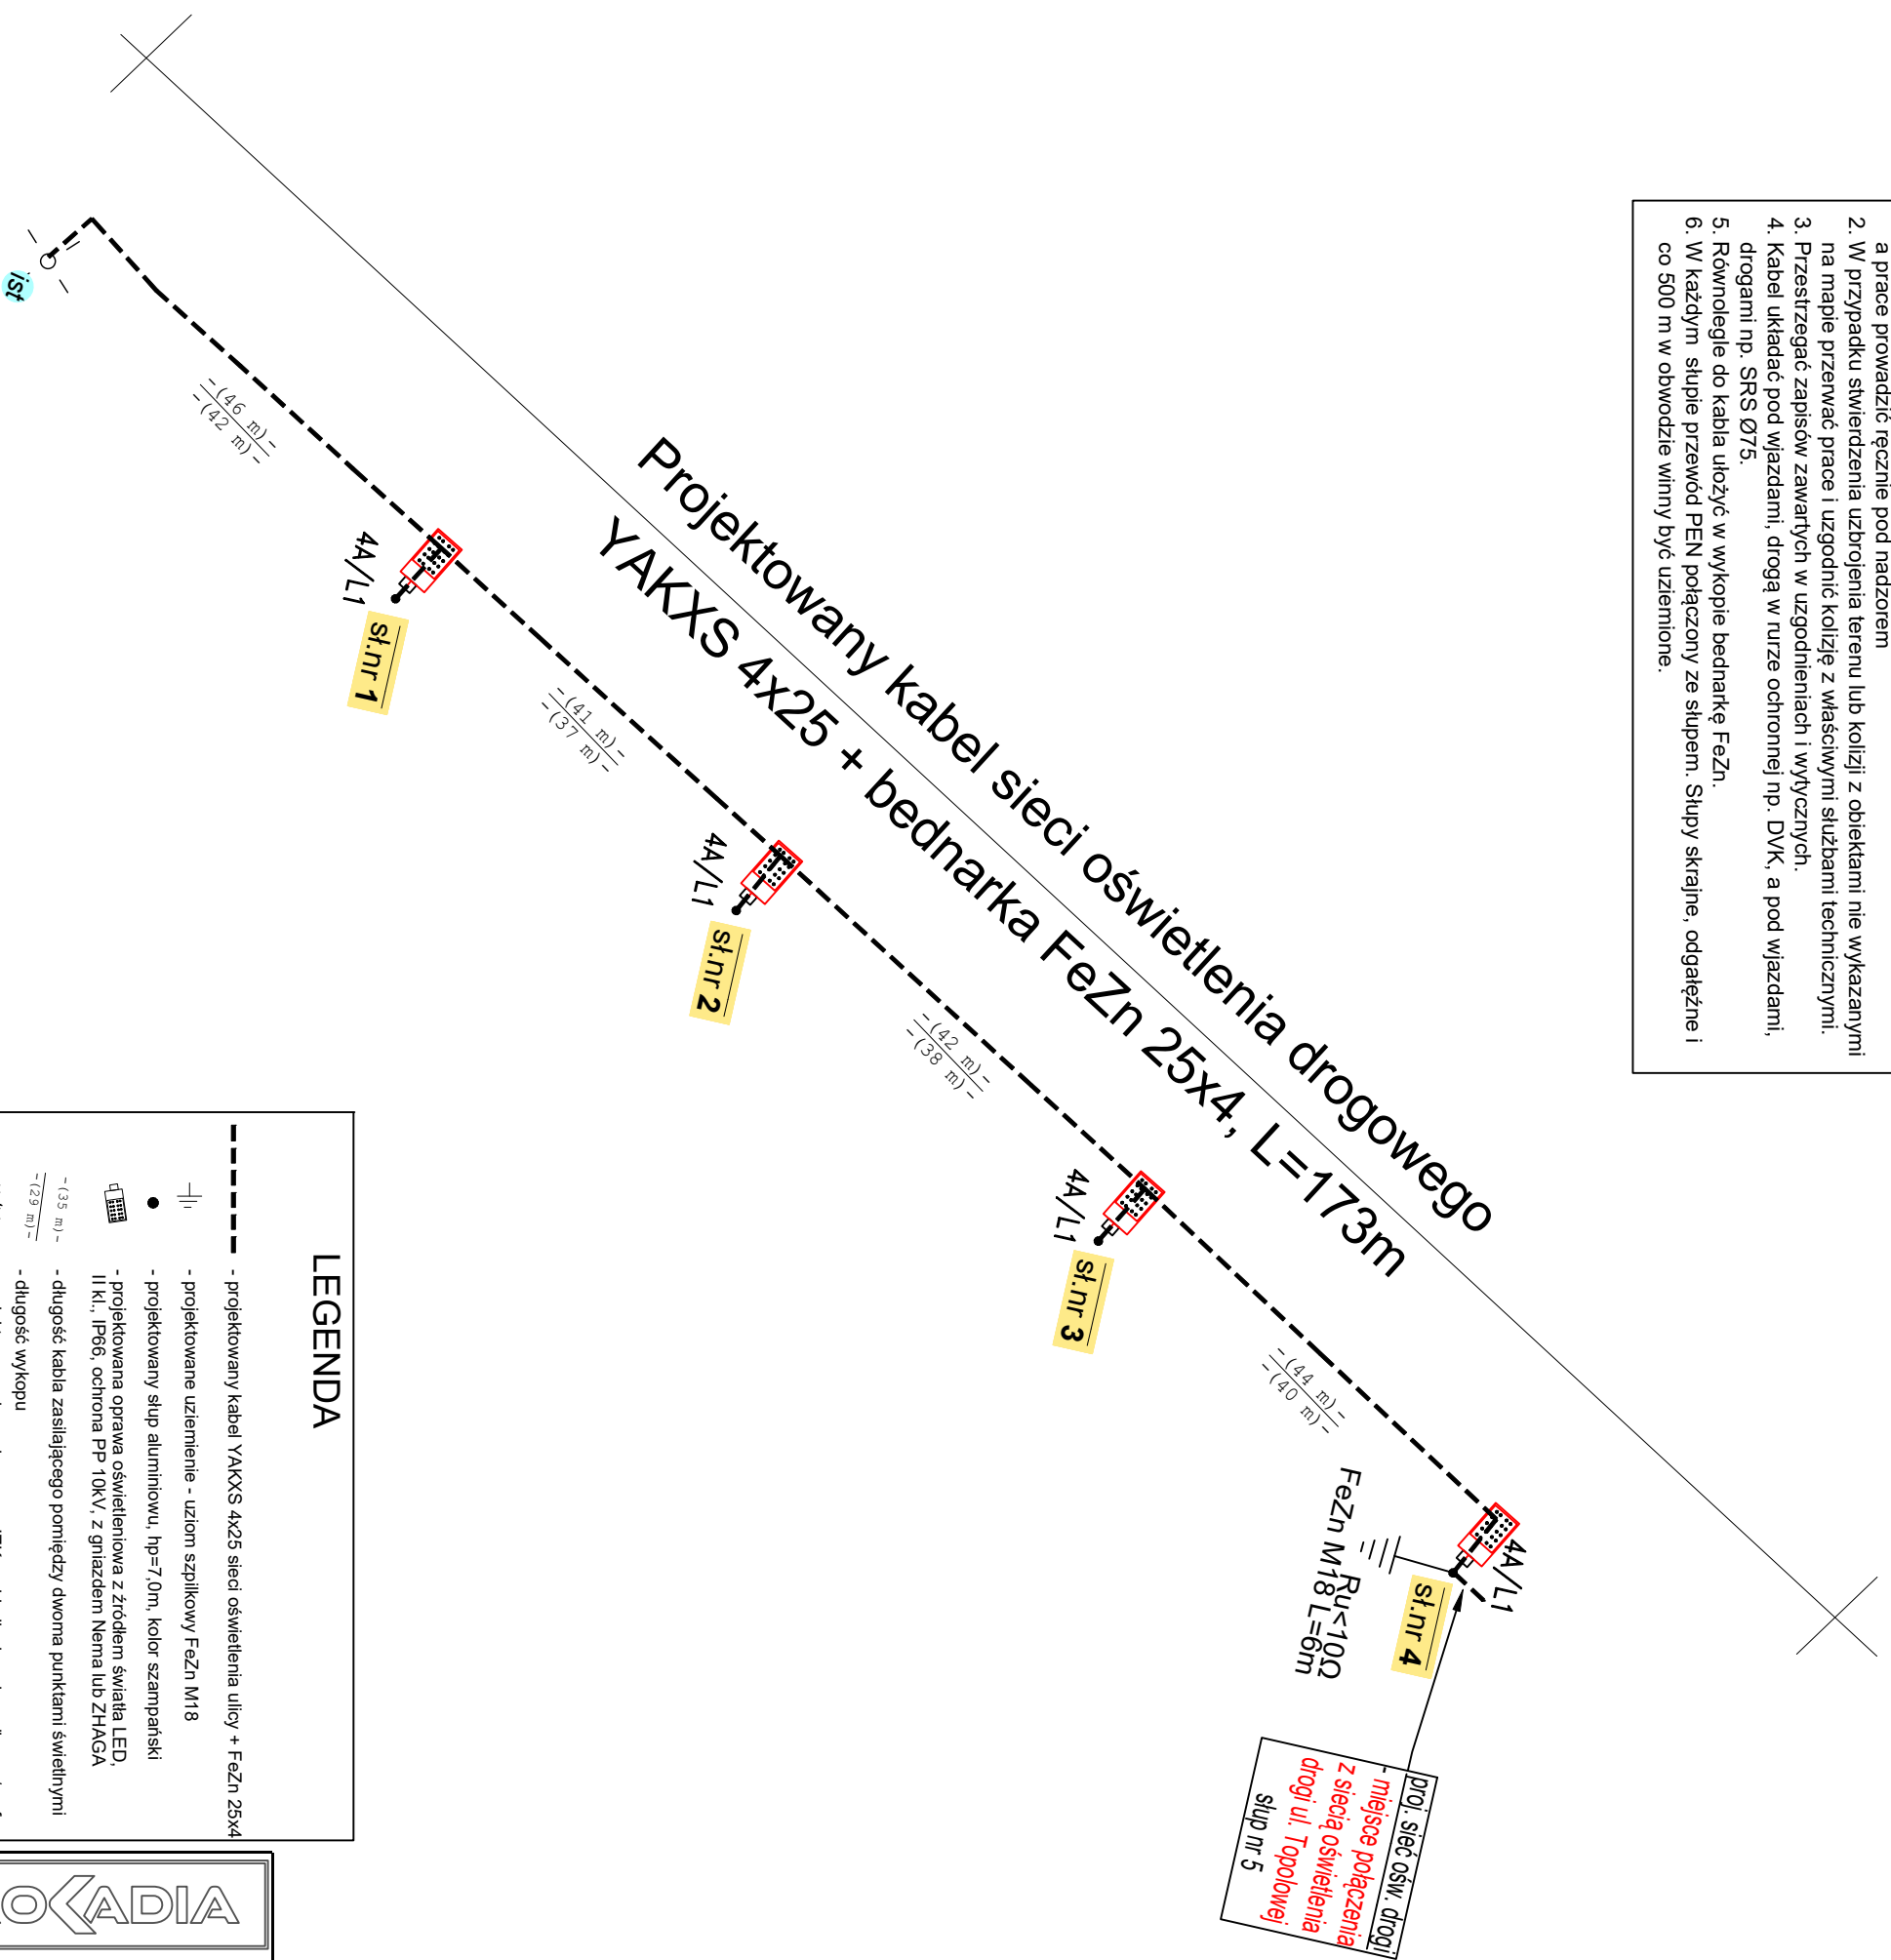 a prace prowadzić ręcznie pod nadzorem
2. W przypadku stwierdzenia uzbrojenia terenu lub kolizji z obiektami nie wykazanymi
na mapie przerwać prace i uzgodnić kolizję z właściwymi służbami technicznymi.
3. Przestrzegać zapisów zawartych w uzgodnieniach i wytycznych.
4. Kabel układać pod wjazdami, drogą w rurze ochronnej np. DVK, a pod wjazdami,
drogami np. SRS Ø75.
5. Równolegle do kabla ułożyć w wykopie bednarkę FeZn.
6. W każdym słupie przewód PEN połączony ze słupem. Słupy skrajne, odgałęźne i
co 500 m w obwodzie winny być uziemione.
Projektowany kabel sieci oświetlenia drogowego
YAKXS 4x25 + bednarka FeZn 25x4, L=173m
ist
-(46 m)-
-(42 m)-
4A/L1
sł.nr 1
-(41 m)-
-(37 m)-
4A/L1
sł.nr 2
-(42 m)-
-(38 m)-
4A/L1
sł.nr 3
-(44 m)-
-(40 m)-
4A/L1
sł.nr 4
Ru<10Ω
FeZn M18 L=6m
proj. sieć ośw. drogi
- miejsce połączenia
z siecią oświetlenia
drogi ul. Topolowej
słup nr 5
LEGENDA
- projektowany kabel YAKXS 4x25 sieci oświetlenia ulicy + FeZn 25x4
- projektowane uziemienie - uziom szpilkowy FeZn M18
- projektowany słup aluminiowu, hp=7,0m, kolor szampański
- projektowana oprawa oświetleniowa z źródłem światła LED,
II kl., IP66, ochrona PP 10kV, z gniazdem Nema lub ZHAGA
-(35 m)-
- długość kabla zasilającego pomiędzy dwoma punktami świetlnymi
-(29 m)-
- długość wykopu
OKADIA